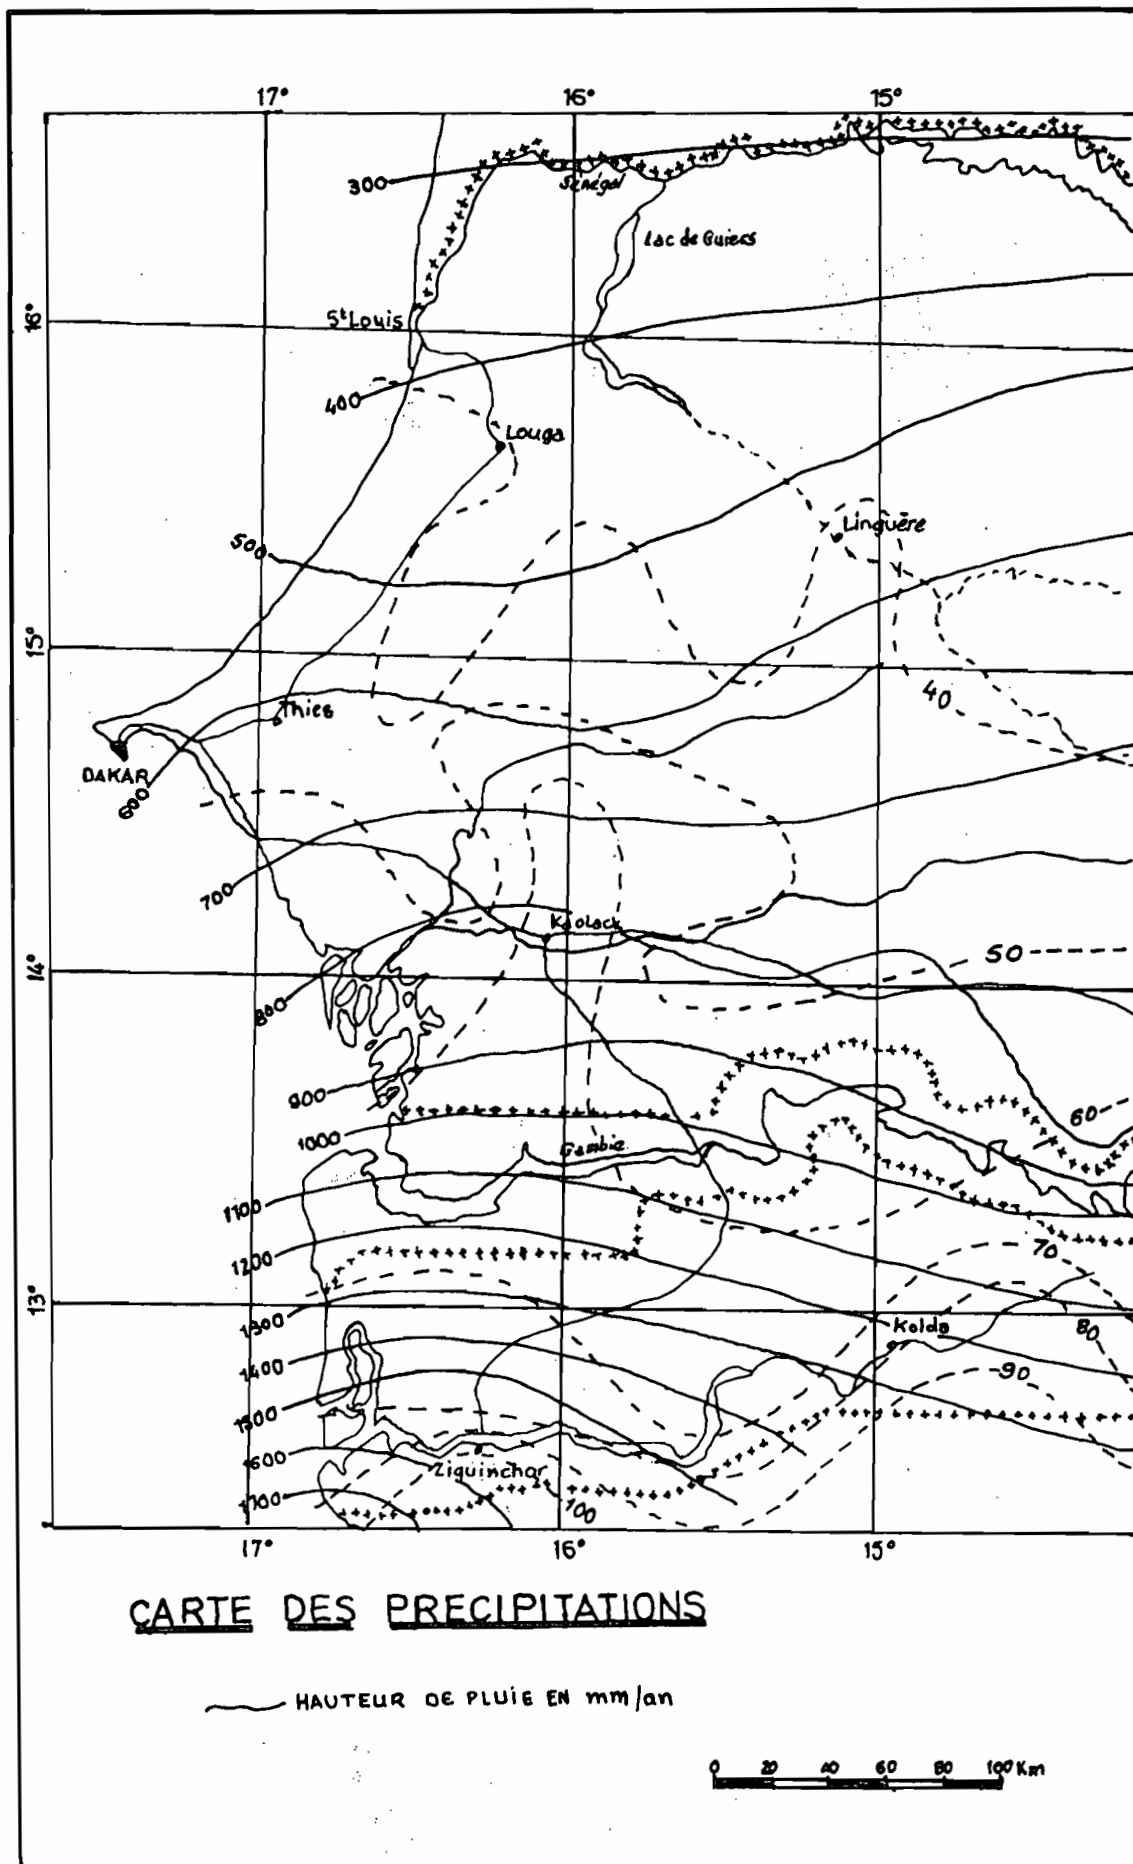 17° 16° 15°
300
Sénégal
Lac de Guiers
16°
St Louis
400
Louga
Linguère
500
15°
40
Thies
DAKAR
600
700
Kaolack
50
14°
800
900
60
1000
Gambie
1100
1200
70
13°
1300
Kolda
80
1400
90
1500
1600
Ziguinchor
1700
100
17° 16° 15°
CARTE DES PRECIPITATIONS
HAUTEUR DE PLUIE EN mm/an
0 20 40 60 80 100 Km